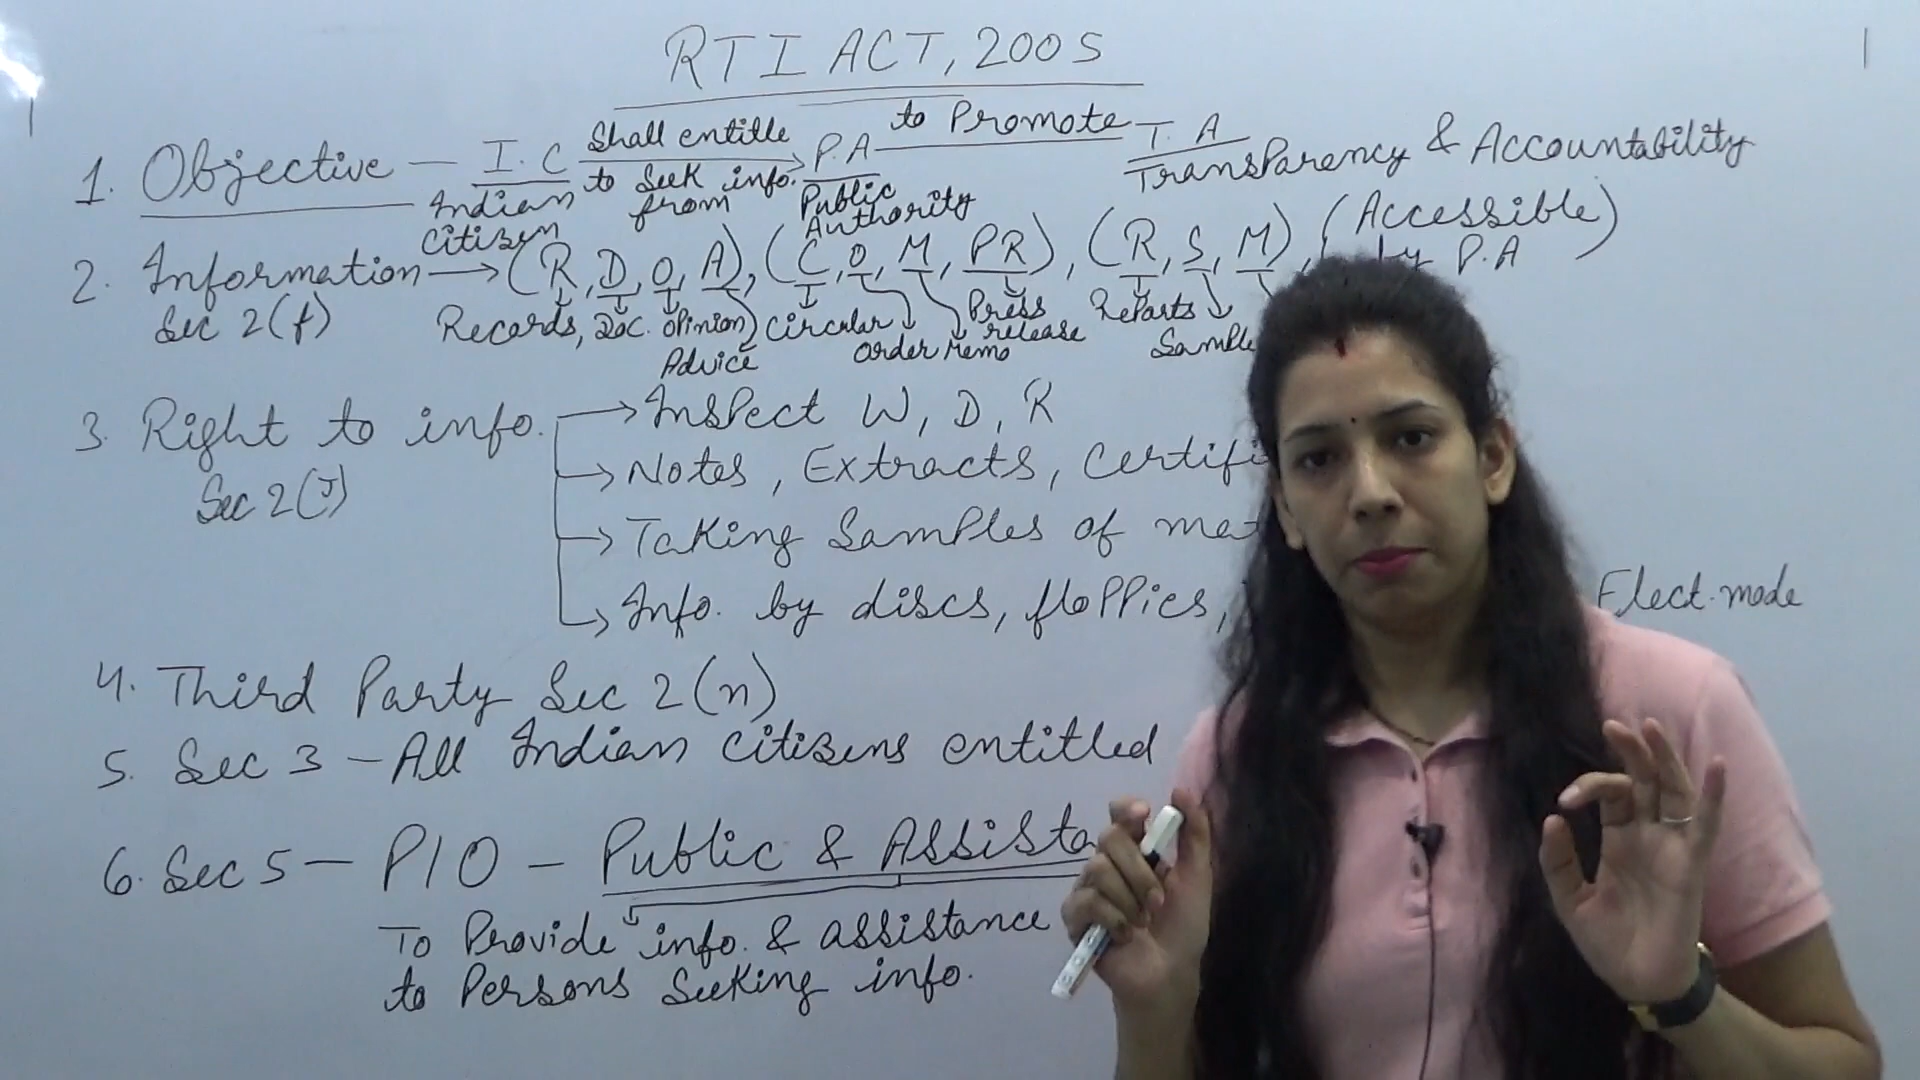 RTI ACT, 2005
1. Objective — I.C Shall entitle to Seek info. from P.A to Promote T. A
Indian citizen Public Authority Transparency & Accountability
2. Information → (R, D, O, A), (C, O, M, PR), (R, S, M), (Accessible by P.A)
Sec 2(f) Records, Doc. opinion, Advice circular order Memo Press release Reports Sample
3. Right to info. → Inspect W, D, R
Sec 2(J) → Notes, Extracts, Certifi
→ Taking Samples of mat
→ Info. by discs, floppies, Elect. mode
4. Third Party Sec 2(n)
5. Sec 3 – All Indian citizens entitled
6. Sec 5 – PIO – Public & Assista
To Provide info. & assistance
to Persons Seeking info.